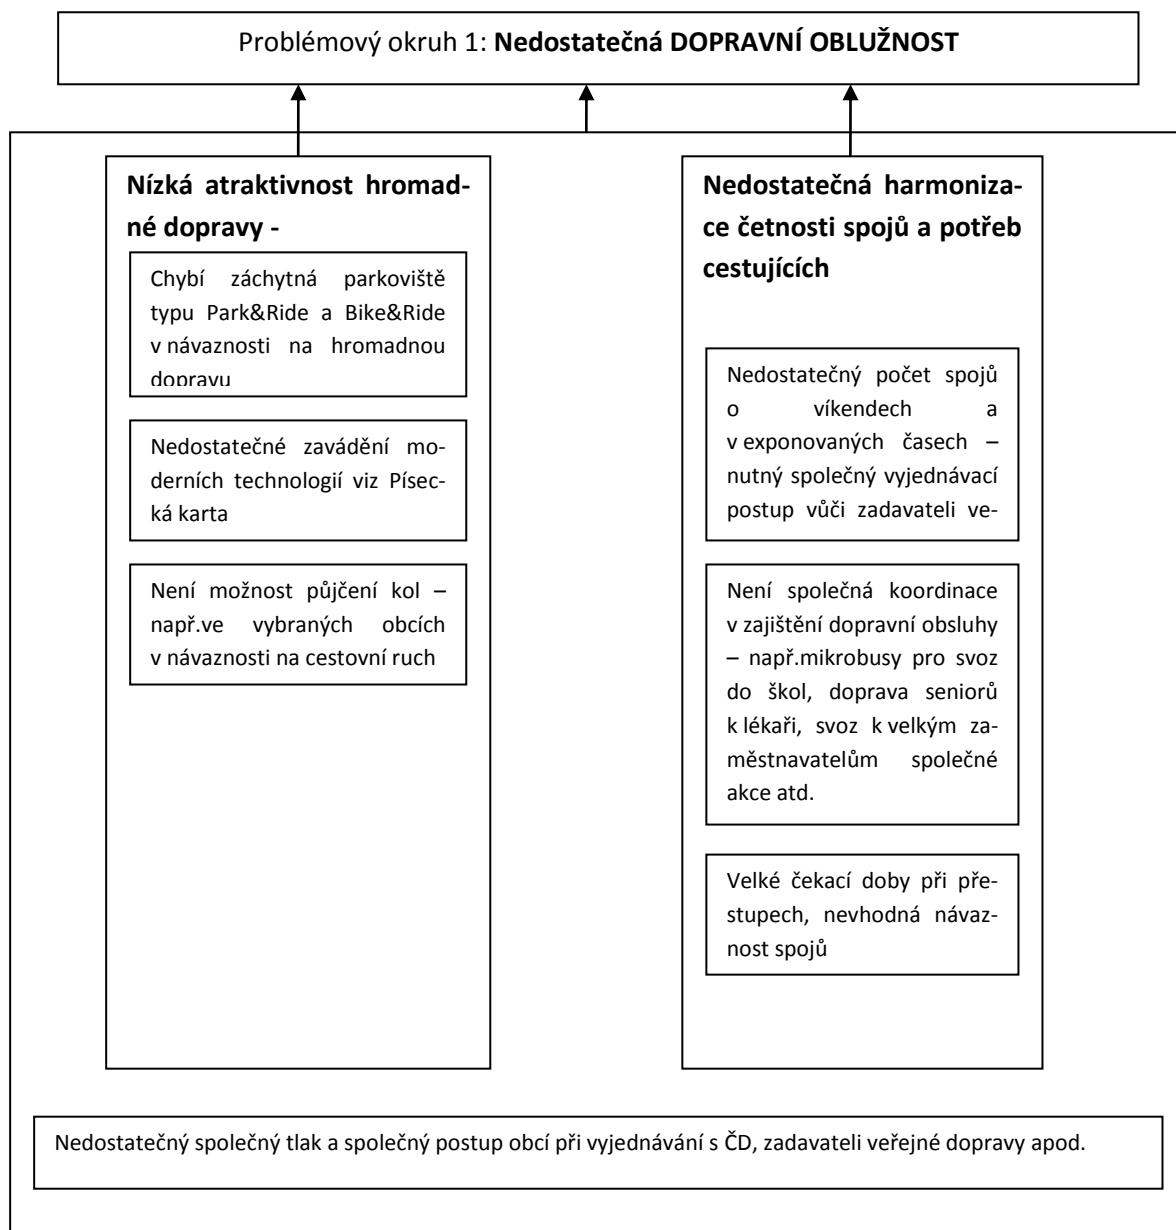 Problémový okruh 1: Nedostatečná DOPRAVNÍ OBLUŽNOST
Nízká atraktivnost hromad-
né dopravy -
Chybí záchytná parkoviště
typu Park&Ride a Bike&Ride
v návaznosti na hromadnou
dopravu
Nedostatečné zavádění mo-
derních technologií viz Písec-
ká karta
Není možnost půjčení kol –
např.ve vybraných obcích
v návaznosti na cestovní ruch
Nedostatečná harmoniza-
ce četnosti spojů a potřeb
cestujících
Nedostatečný počet spojů
o víkendech a
v exponovaných časech –
nutný společný vyjednávací
postup vůči zadavateli ve-
Není společná koordinace
v zajištění dopravní obsluhy
– např.mikrobusy pro svoz
do škol, doprava seniorů
k lékaři, svoz k velkým za-
městnavatelům společné
akce atd.
Velké čekací doby při pře-
stupech, nevhodná návaz-
nost spojů
Nedostatečný společný tlak a společný postup obcí při vyjednávání s ČD, zadavateli veřejné dopravy apod.